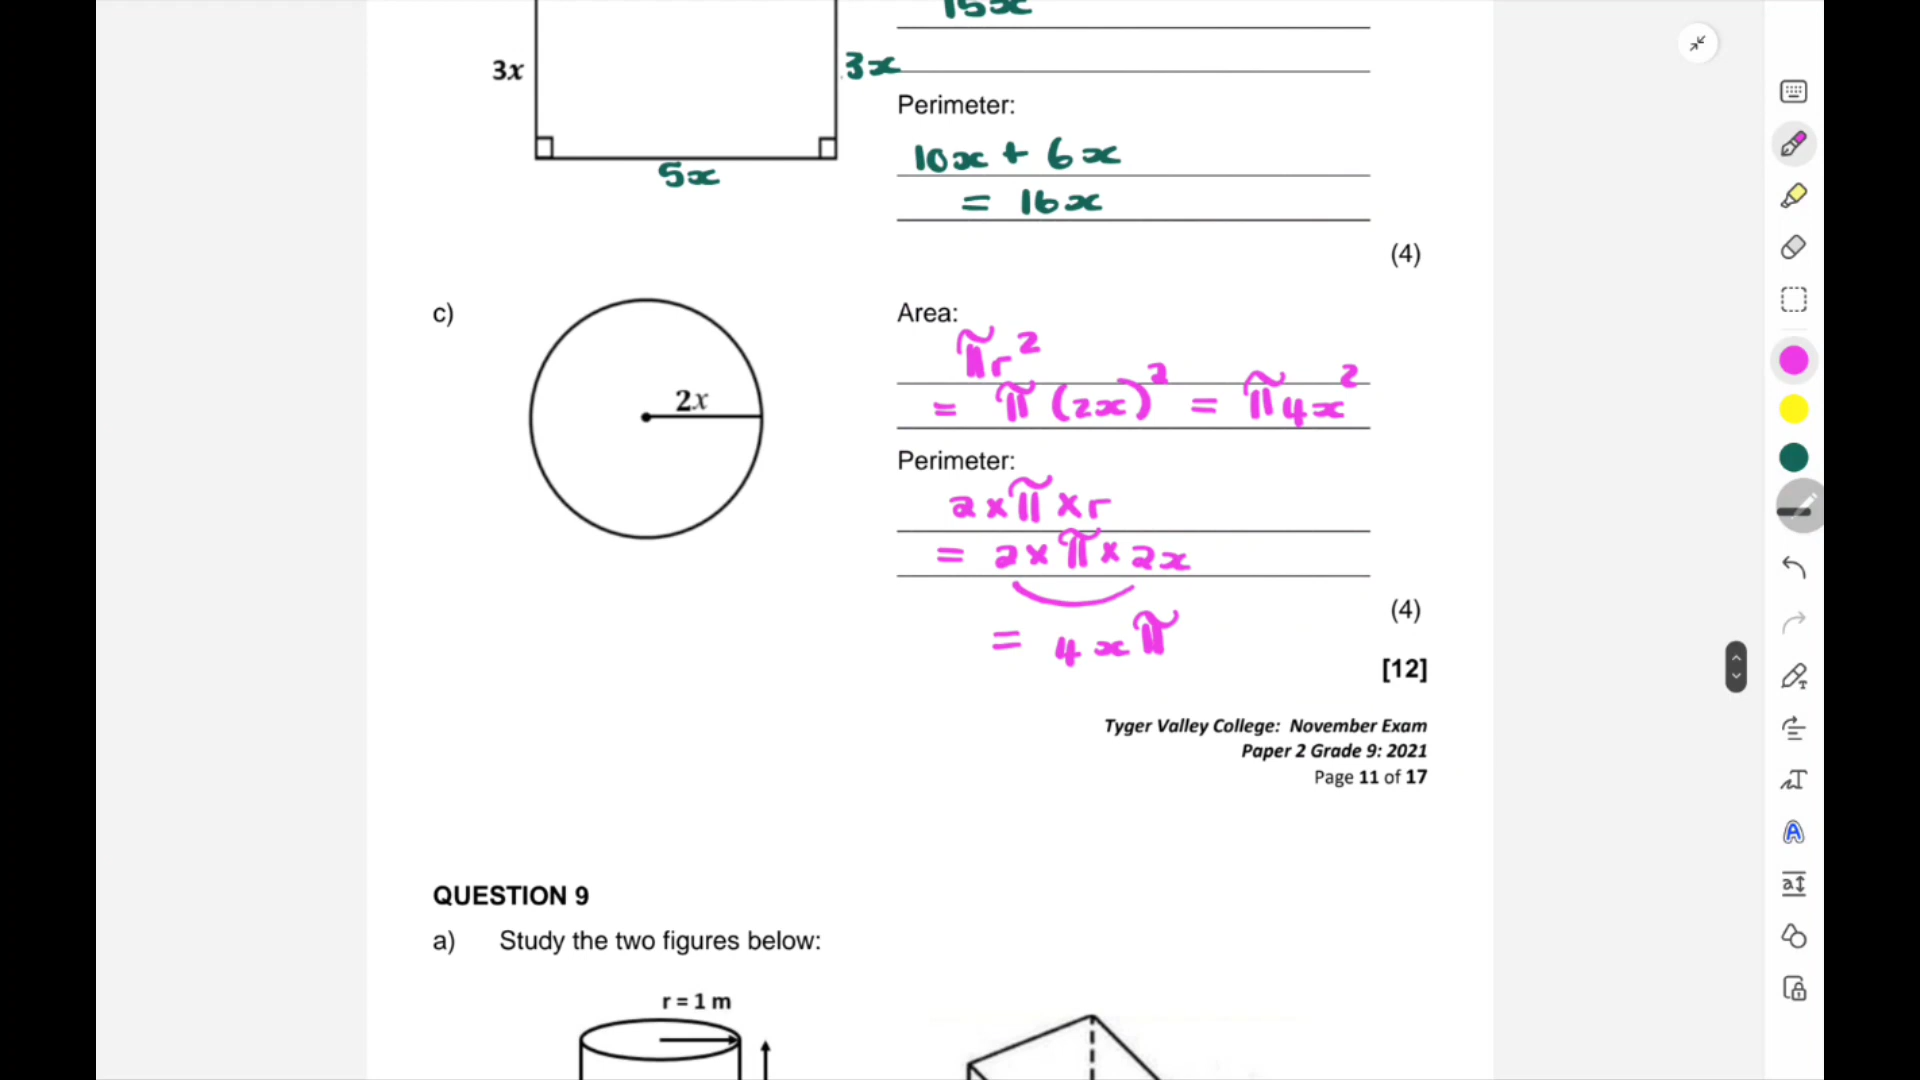 15x
3x
3x
Perimeter:
10x + 6x
5x
= 16x
(4)
c)
Area:
πr²
2x
= π(2x)² = π4x²
Perimeter:
2×π×r
= 2×π×2x
(4)
= 4xπ
[12]
Tyger Valley College: November Exam
Paper 2 Grade 9: 2021
Page 11 of 17
QUESTION 9
a) Study the two figures below:
r = 1 m